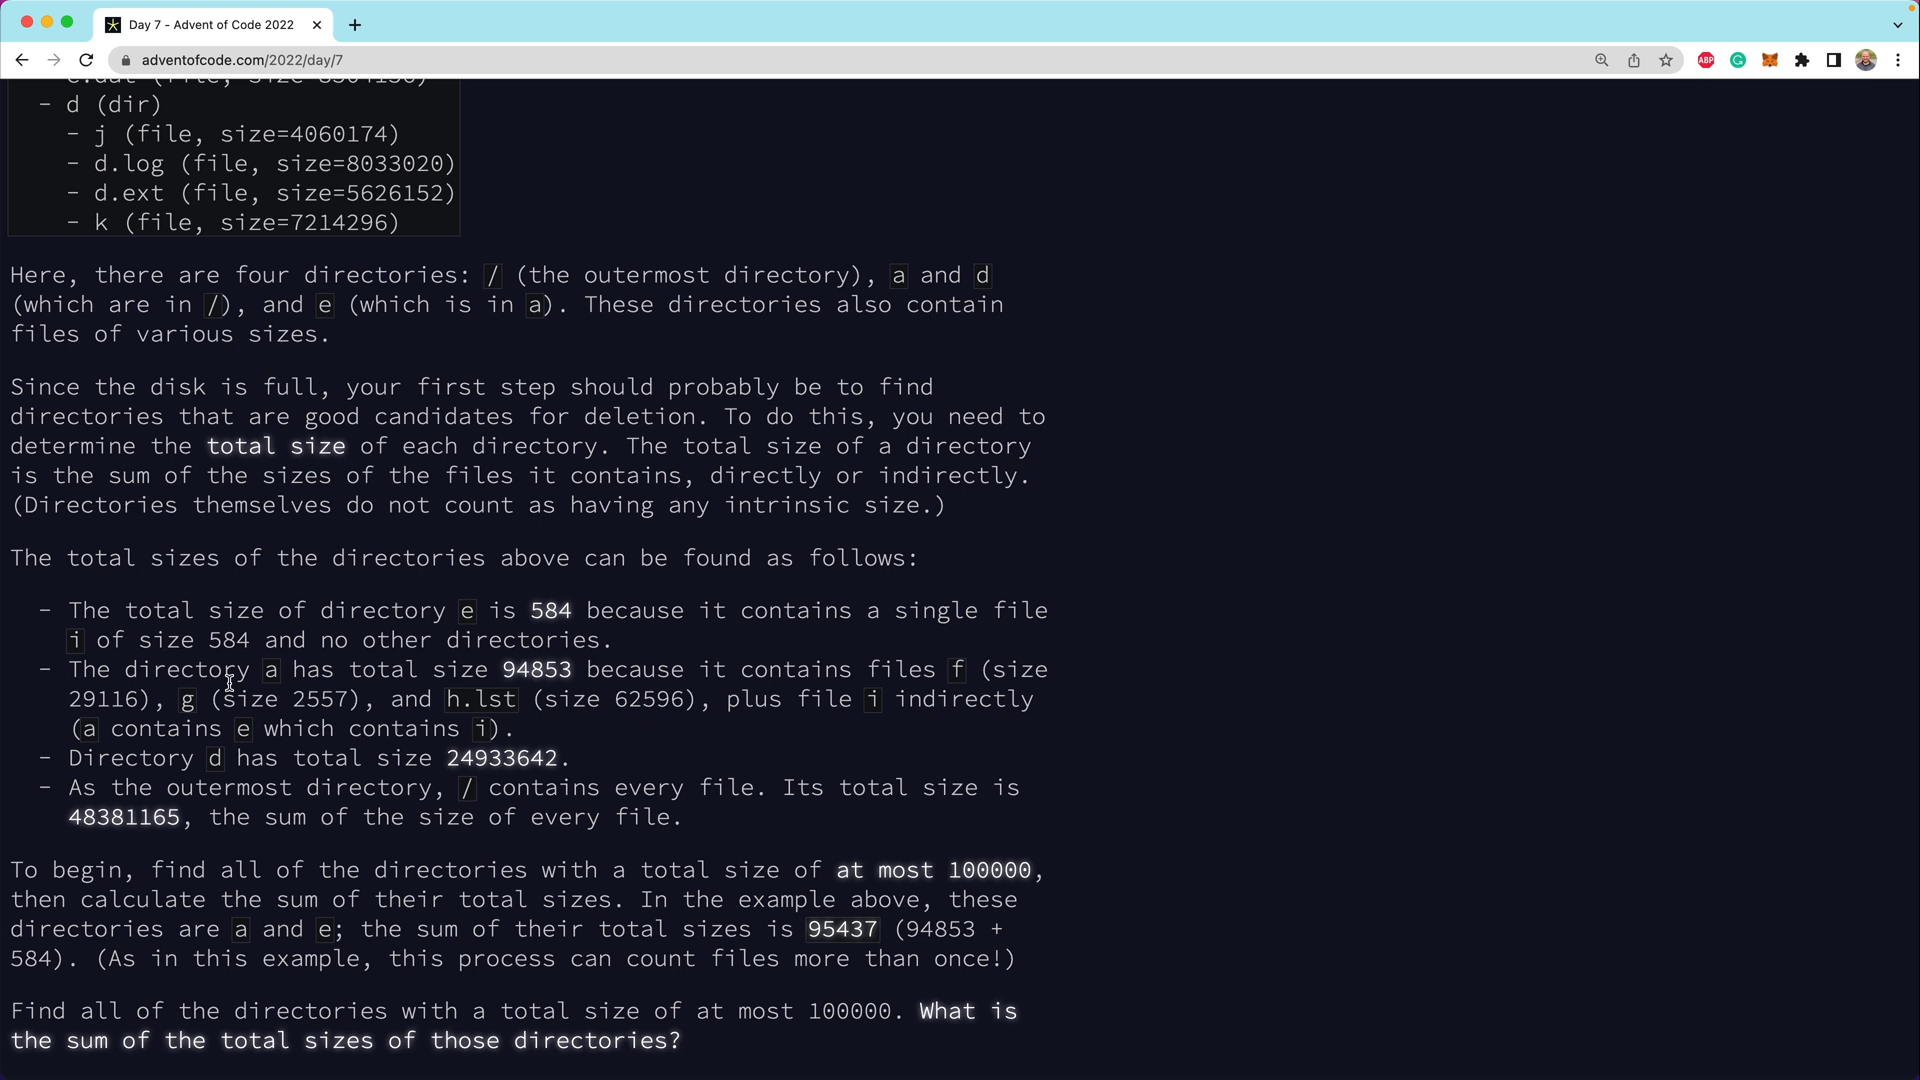 Day 7 - Advent of Code 2022
adventofcode.com/2022/day/7
ABP
- d (dir)
- j (file, size=4060174)
- d.log (file, size=8033020)
- d.ext (file, size=5626152)
- k (file, size=7214296)
Here, there are four directories: / (the outermost directory), a and d
(which are in /), and e (which is in a). These directories also contain
files of various sizes.
Since the disk is full, your first step should probably be to find
directories that are good candidates for deletion. To do this, you need to
determine the total size of each directory. The total size of a directory
is the sum of the sizes of the files it contains, directly or indirectly.
(Directories themselves do not count as having any intrinsic size.)
The total sizes of the directories above can be found as follows:
- The total size of directory e is 584 because it contains a single file
i of size 584 and no other directories.
- The directory a has total size 94853 because it contains files f (size
29116), g (size 2557), and h.lst (size 62596), plus file i indirectly
(a contains e which contains i).
- Directory d has total size 24933642.
- As the outermost directory, / contains every file. Its total size is
48381165, the sum of the size of every file.
To begin, find all of the directories with a total size of at most 100000,
then calculate the sum of their total sizes. In the example above, these
directories are a and e; the sum of their total sizes is 95437 (94853 +
584). (As in this example, this process can count files more than once!)
Find all of the directories with a total size of at most 100000. What is
the sum of the total sizes of those directories?